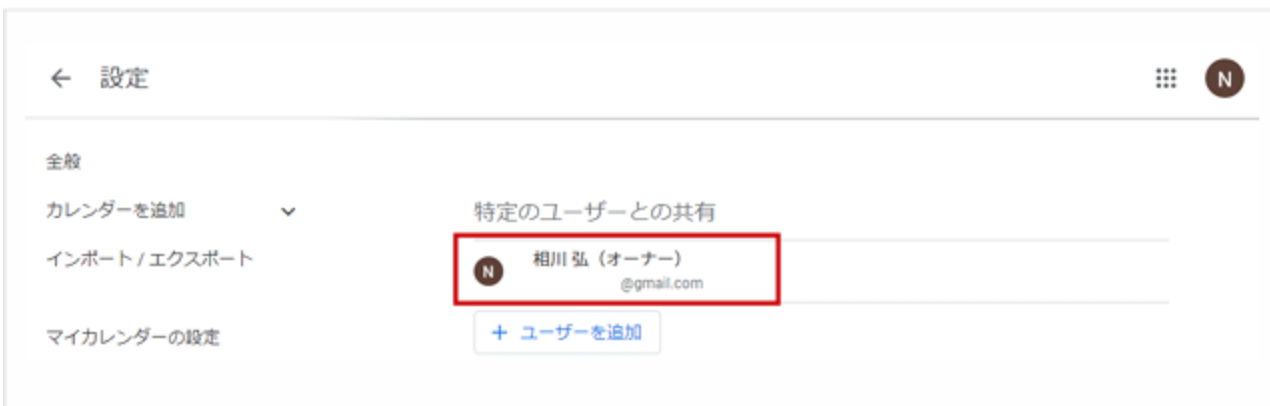 ← 設定
N
全般
カレンダーを追加
特定のユーザーとの共有
インポート / エクスポート
N
相川 弘（オーナー）
@gmail.com
マイカレンダーの設定
+ ユーザーを追加